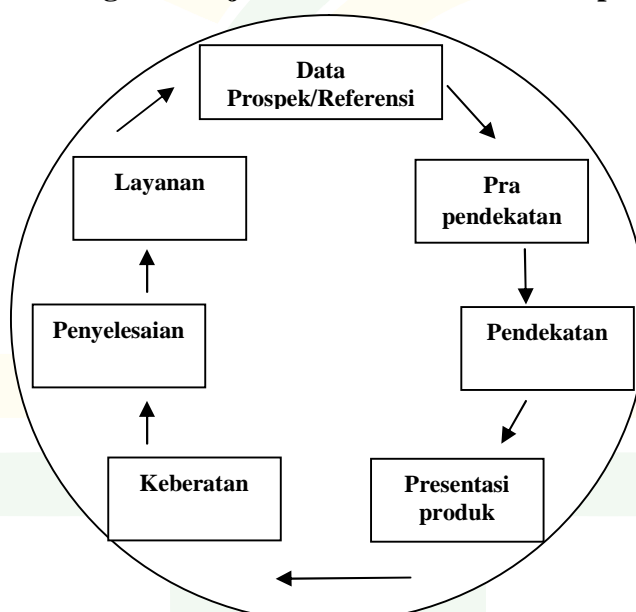 Data
Prospek/Referensi
Layanan
Pra
pendekatan
Penyelesaian
Pendekatan
Keberatan
Presentasi
produk